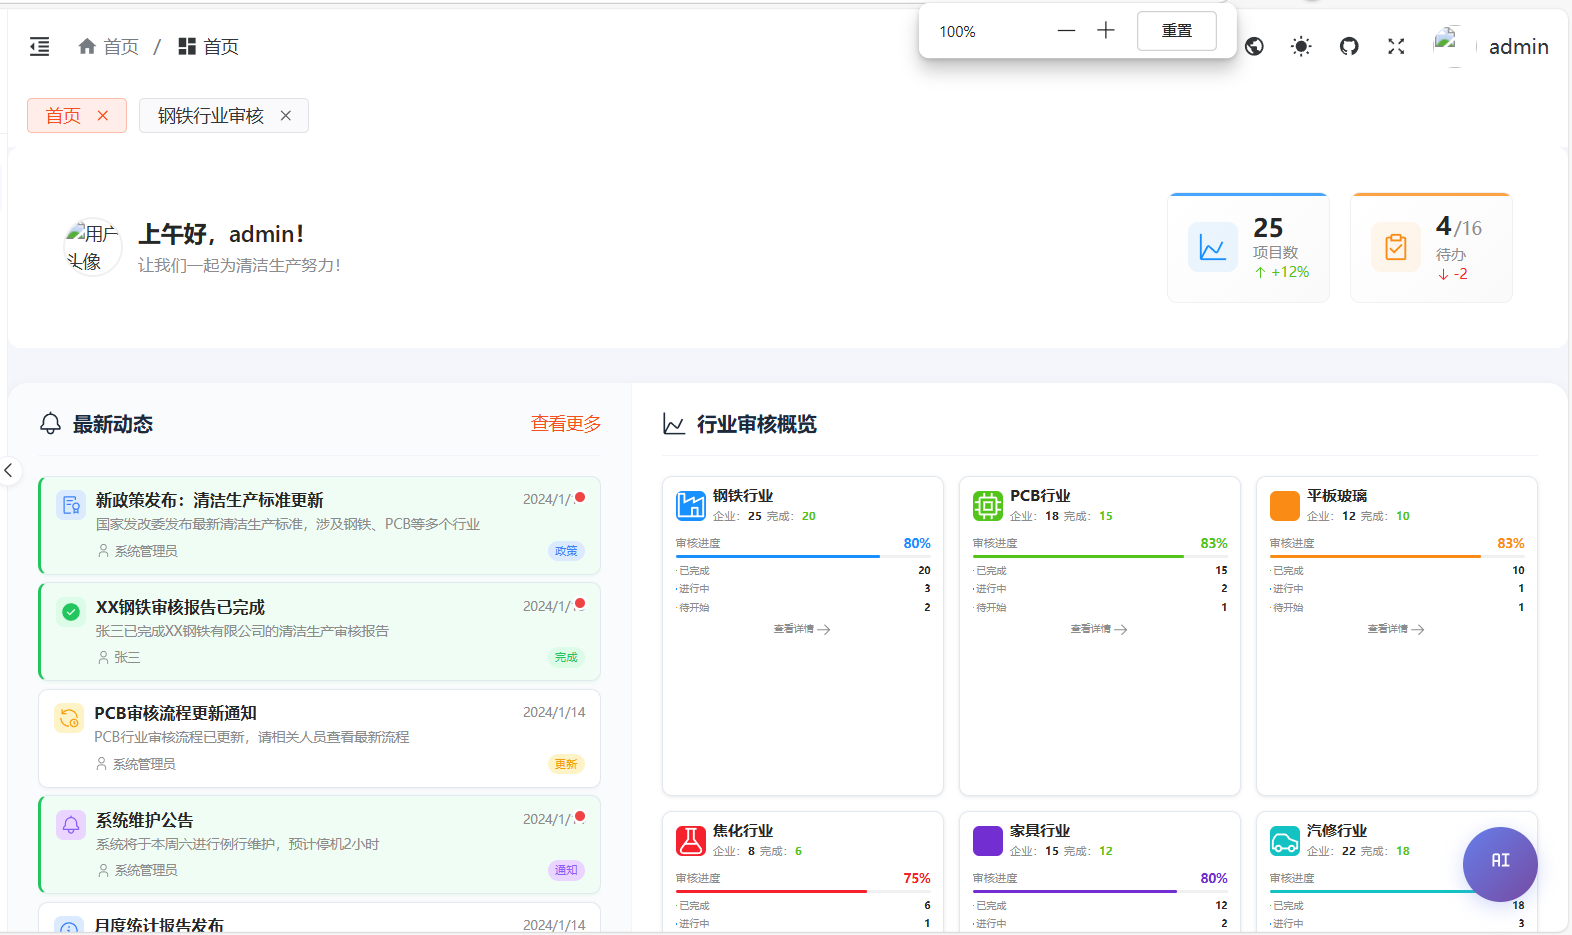 100%
重置
首页 / 首页
admin
首页
钢铁行业审核
用户头像
上午好，admin！
让我们一起为清洁生产努力！
25
项目数
+12%
4/16
待办
-2
最新动态
查看更多
新政策发布：清洁生产标准更新
2024/1/
国家发改委发布最新清洁生产标准，涉及钢铁、PCB等多个行业
系统管理员
政策
XX钢铁审核报告已完成
2024/1/
张三已完成XX钢铁有限公司的清洁生产审核报告
张三
完成
PCB审核流程更新通知
2024/1/14
PCB行业审核流程已更新，请相关人员查看最新流程
系统管理员
更新
系统维护公告
2024/1/
系统将于本周六进行例行维护，预计停机2小时
系统管理员
通知
月度统计报告发布
2024/1/14
行业审核概览
钢铁行业
企业：25 完成：20
审核进度 80%
已完成 20
进行中 3
待开始 2
查看详情
PCB行业
企业：18 完成：15
审核进度 83%
已完成 15
进行中 2
待开始 1
查看详情
平板玻璃
企业：12 完成：10
审核进度 83%
已完成 10
进行中 1
待开始 1
查看详情
焦化行业
企业：8 完成：6
审核进度 75%
已完成 6
进行中 1
家具行业
企业：15 完成：12
审核进度 80%
已完成 12
进行中 2
汽修行业
企业：22 完成：18
审核进度
已完成 18
进行中 3
AI